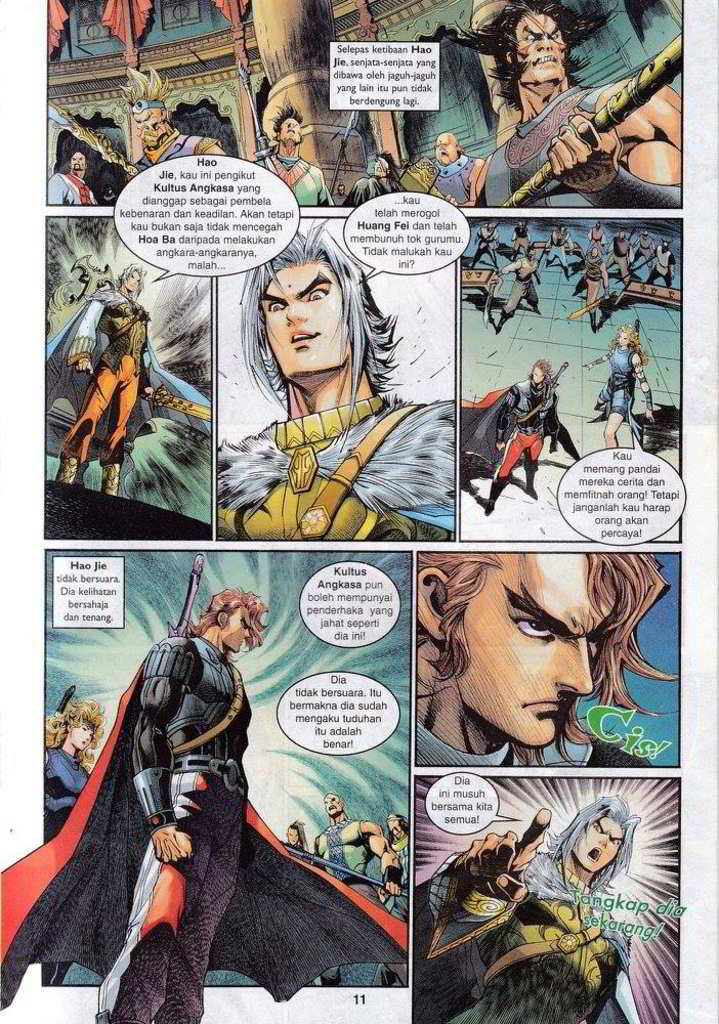 Selepas ketibaan Hao
Jie, senjata-senjata yang
dibawa oleh jaguh-jaguh
yang lain itu pun tidak
berdengung lagi.
Hao
Jie, kau ini pengikut
Kultus Angkasa yang
dianggap sebagai pembela
kebenaran dan keadilan. Akan tetapi
kau bukan saja tidak mencegah
Hoa Ba daripada melakukan
angkara-angkaranya,
malah...
...kau
telah merogol
Huang Fei dan telah
membunuh tok gurumu.
Tidak malukah kau
ini?
Kau
memang pandai
mereka cerita dan
memfitnah orang! Tetapi
janganlah kau harap
orang akan
percaya!
Hao Jie
tidak bersuara.
Dia kelihatan
bersahaja
dan tenang.
Kultus
Angkasa pun
boleh mempunyai
penderhaka yang
jahat seperti
dia ini!
Dia
tidak bersuara. Itu
bermakna dia sudah
mengaku tuduhan
itu adalah
benar!
Cis!
Dia
ini musuh
bersama kita
semua!
Tangkap dia
sekarang!
11